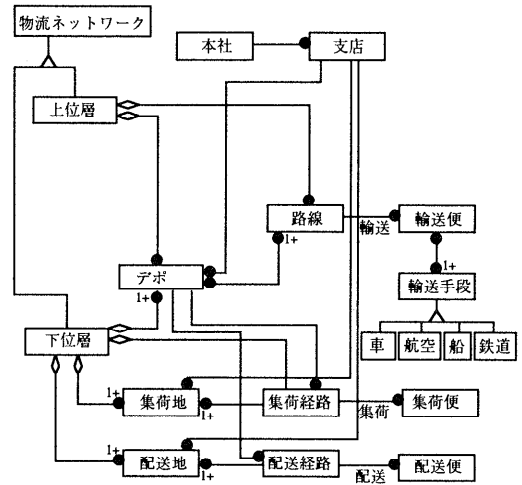 物流ネットワーク
本社
支店
上位層
路線
輸送
輸送便
1+
1+
輸送手段
デポ
1+
車
航空
船
鉄道
下位層
1+
集荷地
1+
集荷経路
集荷
集荷便
1+
配送地
1+
配送経路
配送
配送便